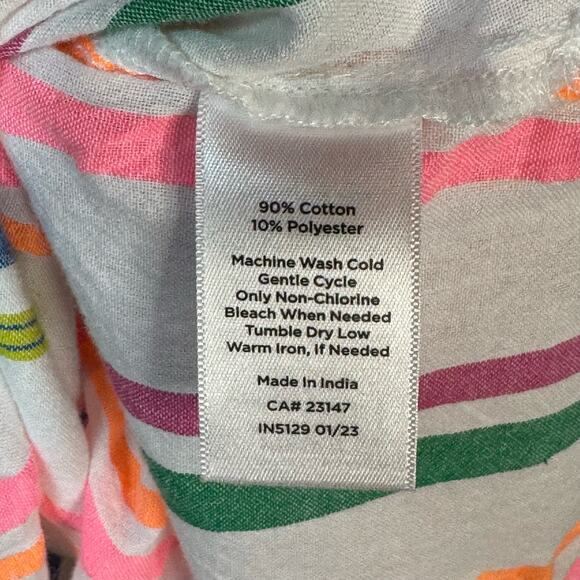 90% Cotton
10% Polyester
Machine Wash Cold
Gentle Cycle
Only Non-Chlorine
Bleach When Needed
Tumble Dry Low
Warm Iron, If Needed
Made In India
CA# 23147
IN5129 01/23